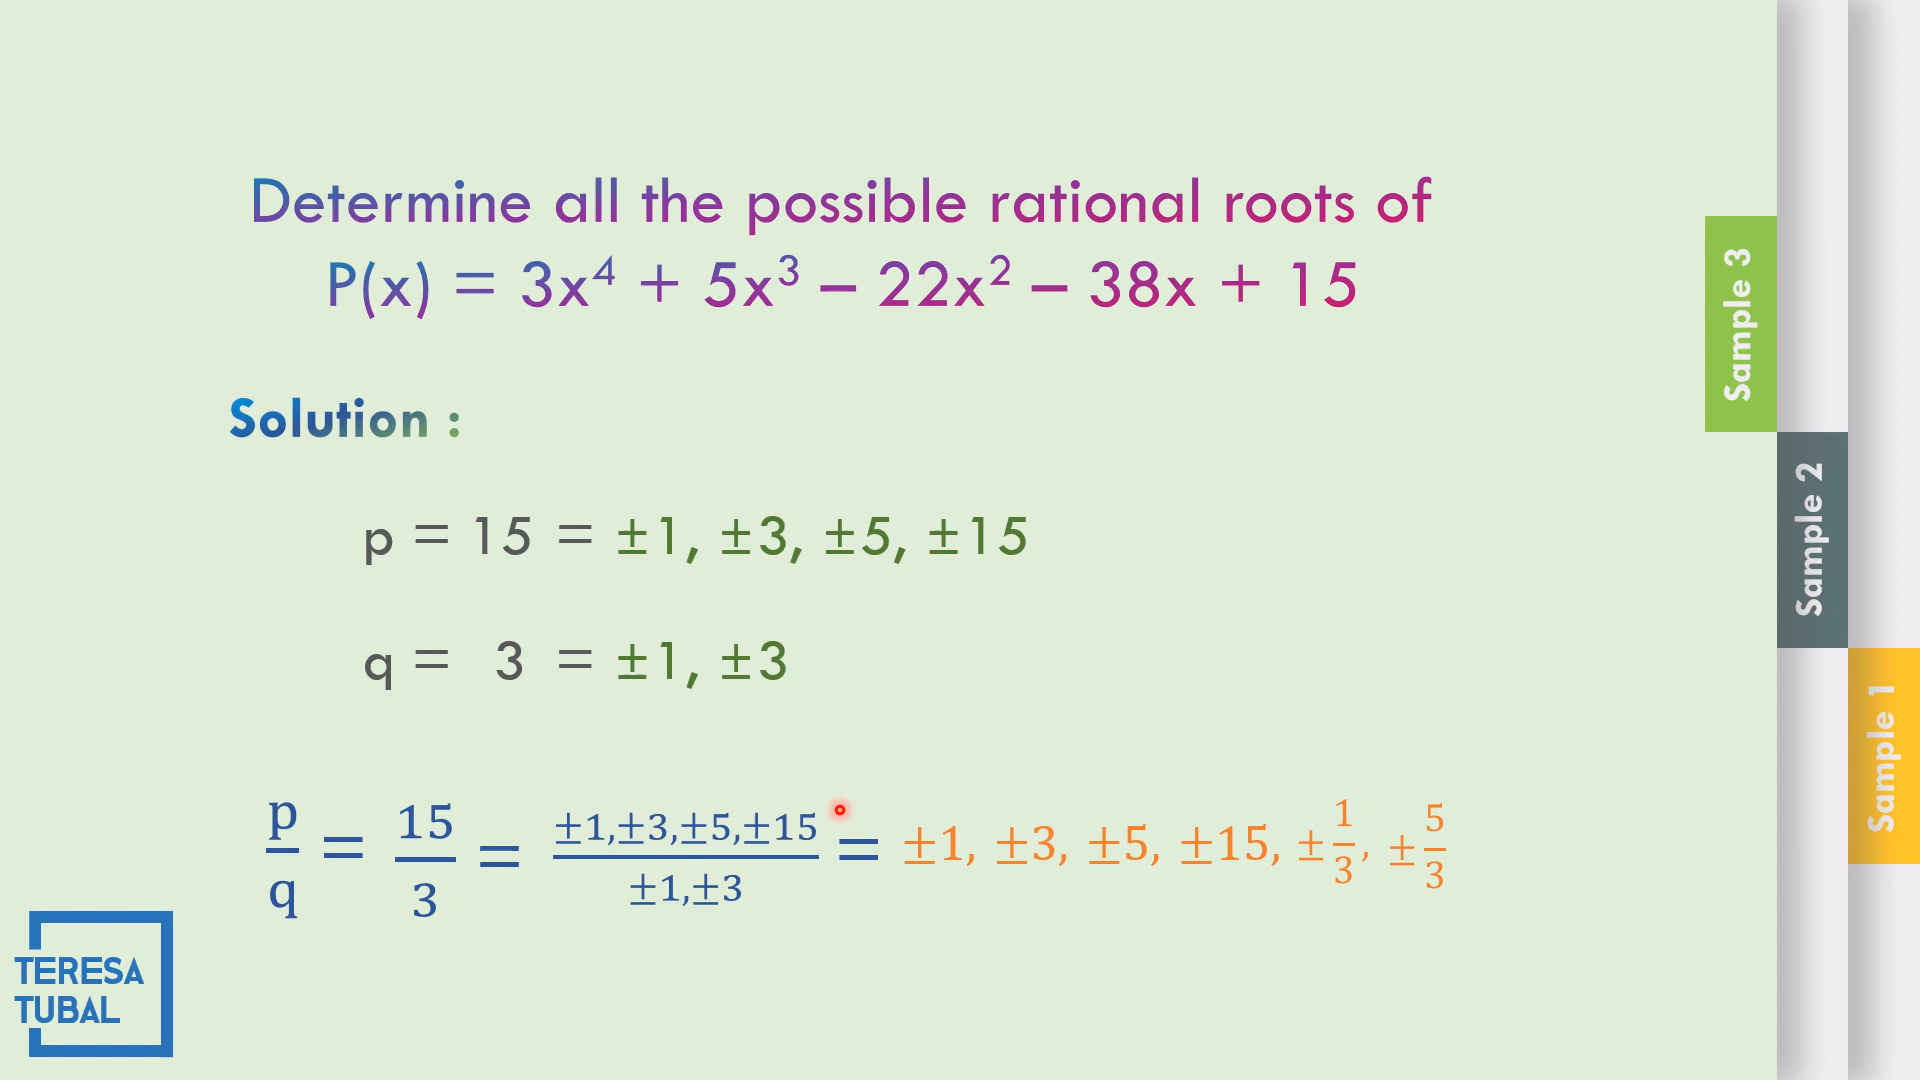 Determine all the possible rational roots of
P(x) = 3x⁴ + 5x³ – 22x² – 38x + 15
Solution :
p = 15 = ±1, ±3, ±5, ±15
q = 3 = ±1, ±3
p/q = 15/3 = ±1,±3,±5,±15/±1,±3 = ±1, ±3, ±5, ±15, ±1/3, ±5/3
Sample 3
Sample 2
Sample 1
TERESA
TUBAL